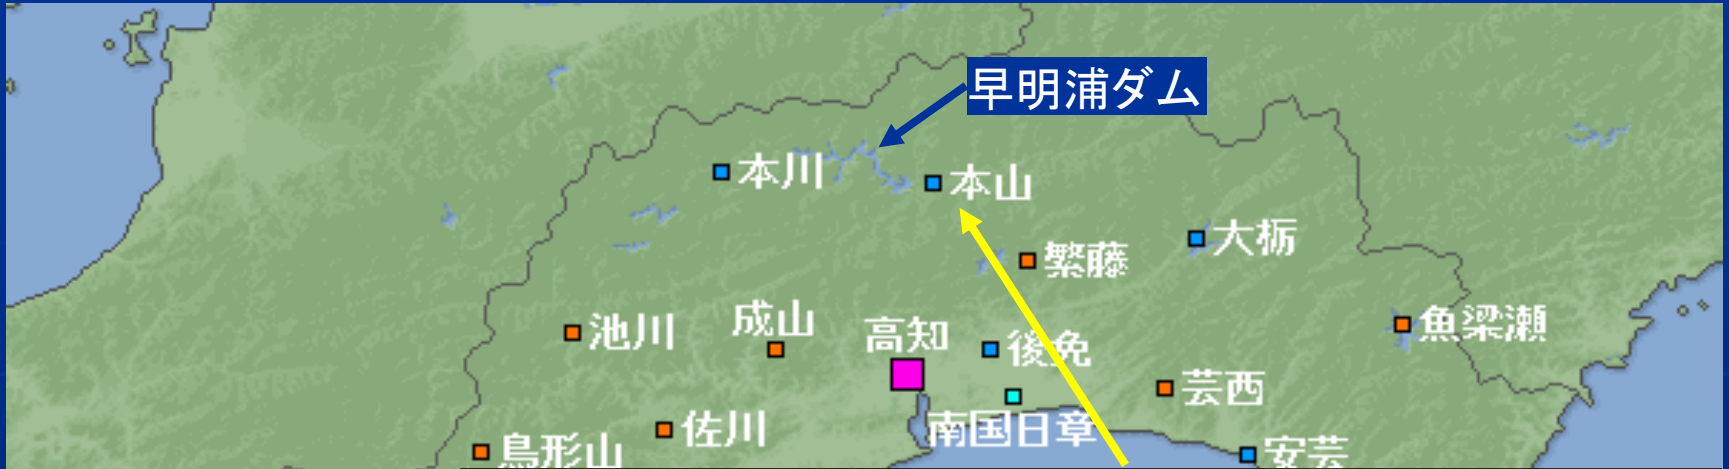 早明浦ダム
本川
本山
大栃
繁藤
池川
成山
高知
後免
魚梁瀬
芸西
佐川
南国日章
鳥形山
安芸